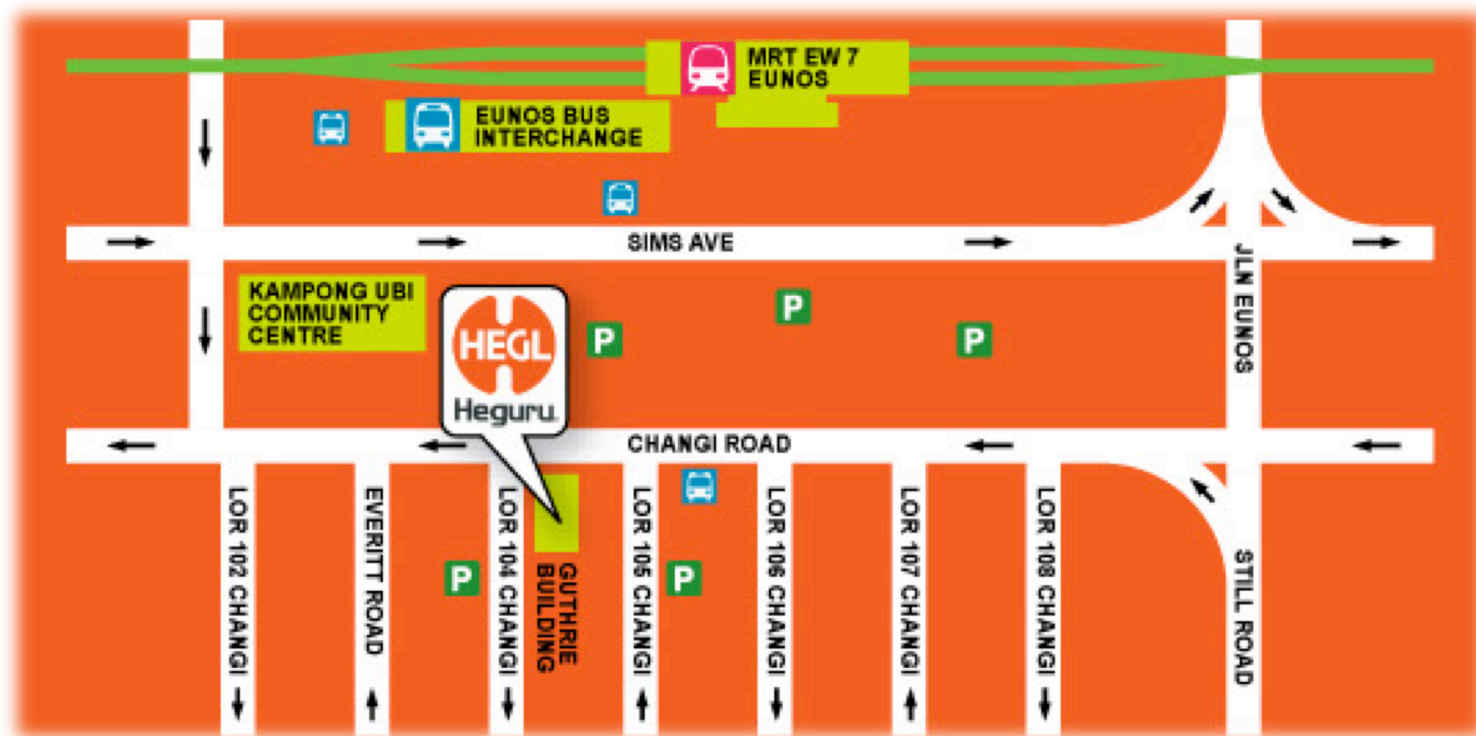 MRT EW 7
EUNOS
EUNOS BUS
INTERCHANGE
SIMS AVE
JLN EUNOS
KAMPONG UBI
COMMUNITY
CENTRE
P
P
P
HEGL
Heguru
CHANGI ROAD
LOR 102 CHANGI
EVERITT ROAD
LOR 104 CHANGI
GUTHRIE
BUILDING
LOR 105 CHANGI
LOR 106 CHANGI
LOR 107 CHANGI
LOR 108 CHANGI
STILL ROAD
P
P